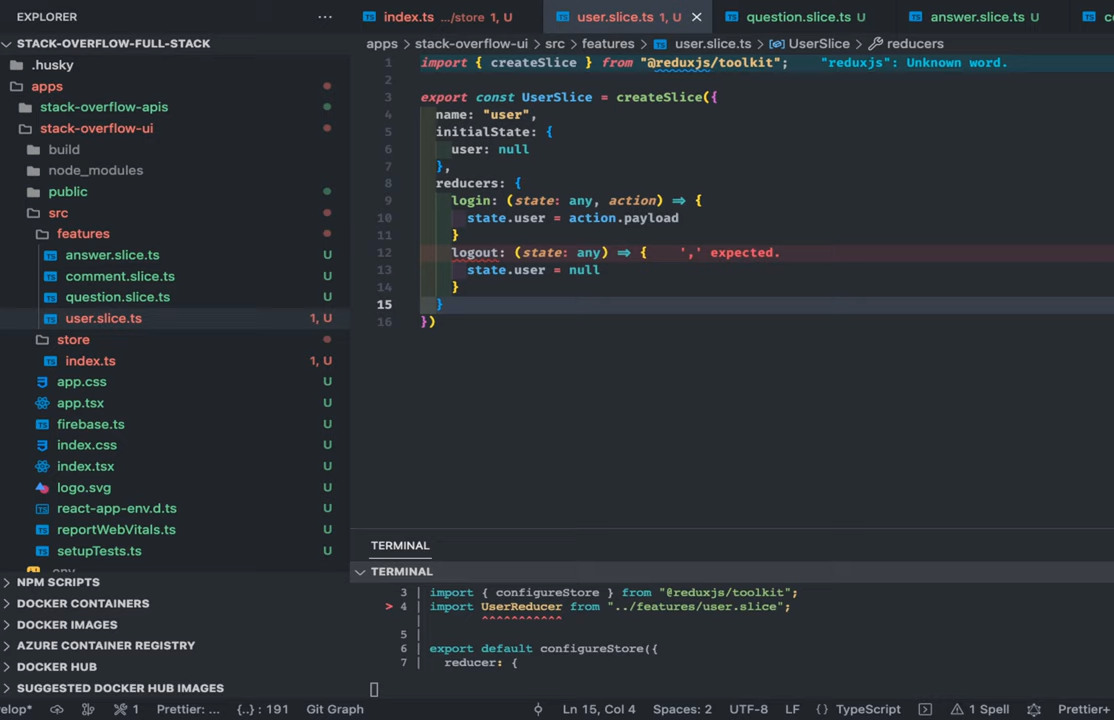 EXPLORER
STACK-OVERFLOW-FULL-STACK
.husky
apps
stack-overflow-apis
stack-overflow-ui
build
node_modules
public
src
features
answer.slice.ts U
comment.slice.ts U
question.slice.ts U
user.slice.ts 1, U
store
index.ts 1, U
app.css U
app.tsx U
firebase.ts U
index.css U
index.tsx U
logo.svg U
react-app-env.d.ts U
reportWebVitals.ts U
setupTests.ts U
NPM SCRIPTS
DOCKER CONTAINERS
DOCKER IMAGES
AZURE CONTAINER REGISTRY
DOCKER HUB
SUGGESTED DOCKER HUB IMAGES
index.ts .../store 1, U
user.slice.ts 1, U
question.slice.ts U
answer.slice.ts U
apps > stack-overflow-ui > src > features > user.slice.ts > UserSlice > reducers
1 import { createSlice } from "@reduxjs/toolkit"; "reduxjs": Unknown word.
2
3 export const UserSlice = createSlice({
4 name: "user",
5 initialState: {
6 user: null
7 },
8 reducers: {
9 login: (state: any, action) => {
10 state.user = action.payload
11 }
12 logout: (state: any) => { ',' expected.
13 state.user = null
14 }
15 }
16 })
TERMINAL
TERMINAL
3 | import { configureStore } from "@reduxjs/toolkit";
> 4 | import UserReducer from "../features/user.slice";
| ^^^^^^^^^^^
5 |
6 | export default configureStore({
7 | reducer: {
velop* 1 Prettier: ... {..} : 191 Git Graph Ln 15, Col 4 Spaces: 2 UTF-8 LF {} TypeScript 1 Spell Prettier+